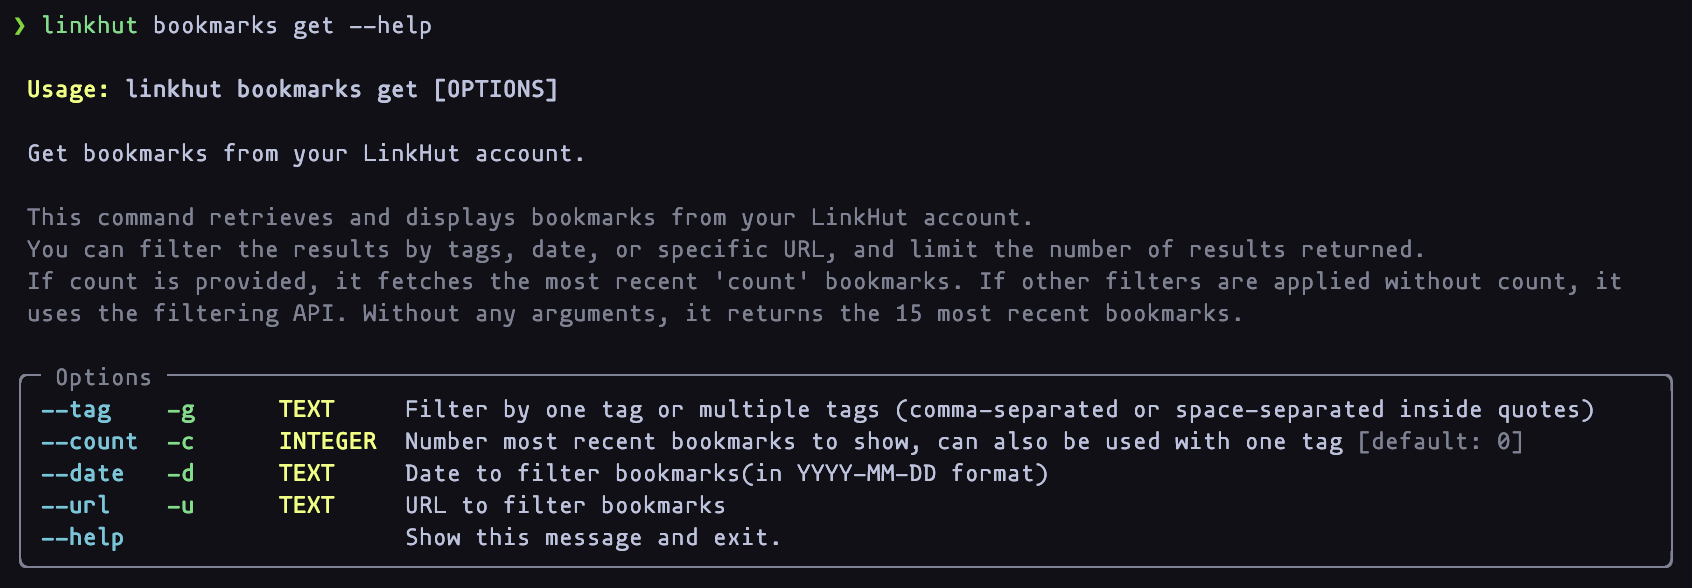 ❯ linkhut bookmarks get --help
Usage: linkhut bookmarks get [OPTIONS]
Get bookmarks from your LinkHut account.
This command retrieves and displays bookmarks from your LinkHut account.
You can filter the results by tags, date, or specific URL, and limit the number of results returned.
If count is provided, it fetches the most recent 'count' bookmarks. If other filters are applied without count, it
uses the filtering API. Without any arguments, it returns the 15 most recent bookmarks.
Options
--tag -g TEXT Filter by one tag or multiple tags (comma-separated or space-separated inside quotes)
--count -c INTEGER Number most recent bookmarks to show, can also be used with one tag [default: 0]
--date -d TEXT Date to filter bookmarks(in YYYY-MM-DD format)
--url -u TEXT URL to filter bookmarks
--help Show this message and exit.